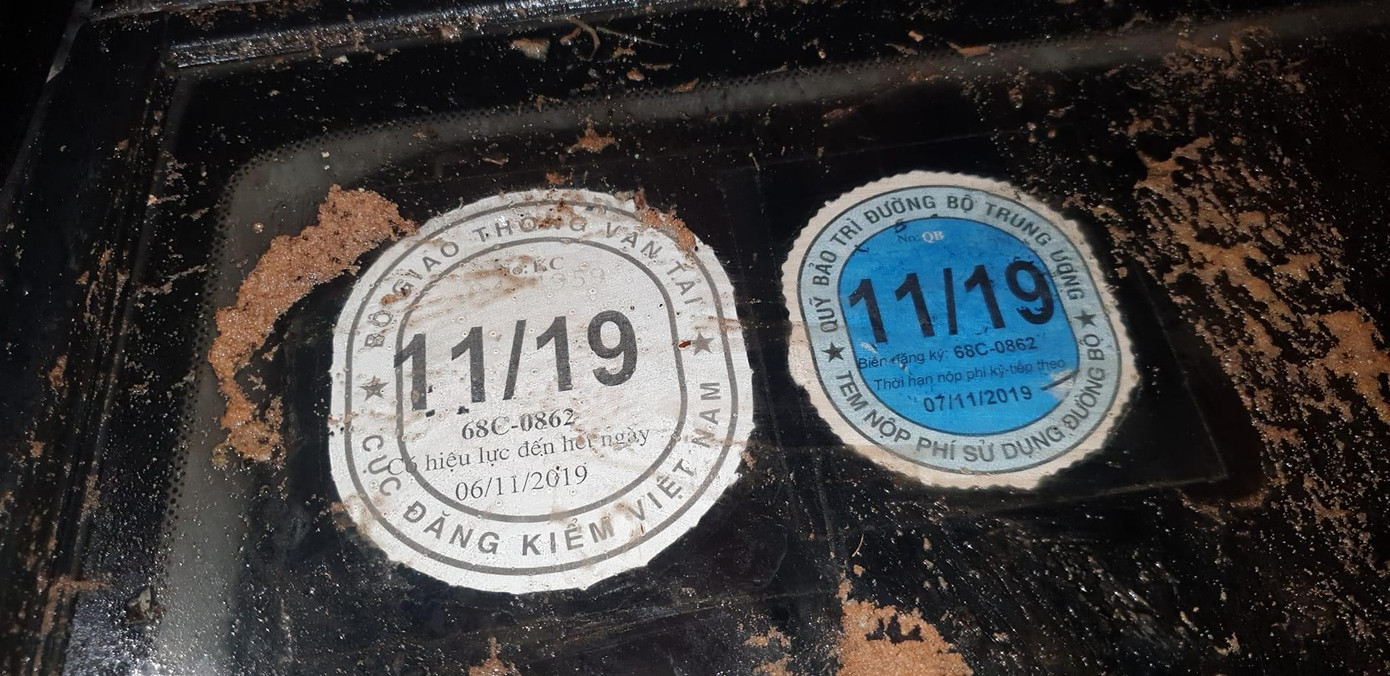 BỘ GIAO THÔNG VẬN TẢI
No. KC
11/19
68C-0862
Có hiệu lực đến hết ngày
06/11/2019
★ CỤC ĐĂNG KIỂM VIỆT NAM ★
QUỸ BẢO TRÌ ĐƯỜNG BỘ TRUNG ƯƠNG
No: QB
11/19
Biển đăng ký: 68C-0862
Thời hạn nộp phí kỳ tiếp theo
07/11/2019
★ TEM NỘP PHÍ SỬ DỤNG ĐƯỜNG BỘ ★